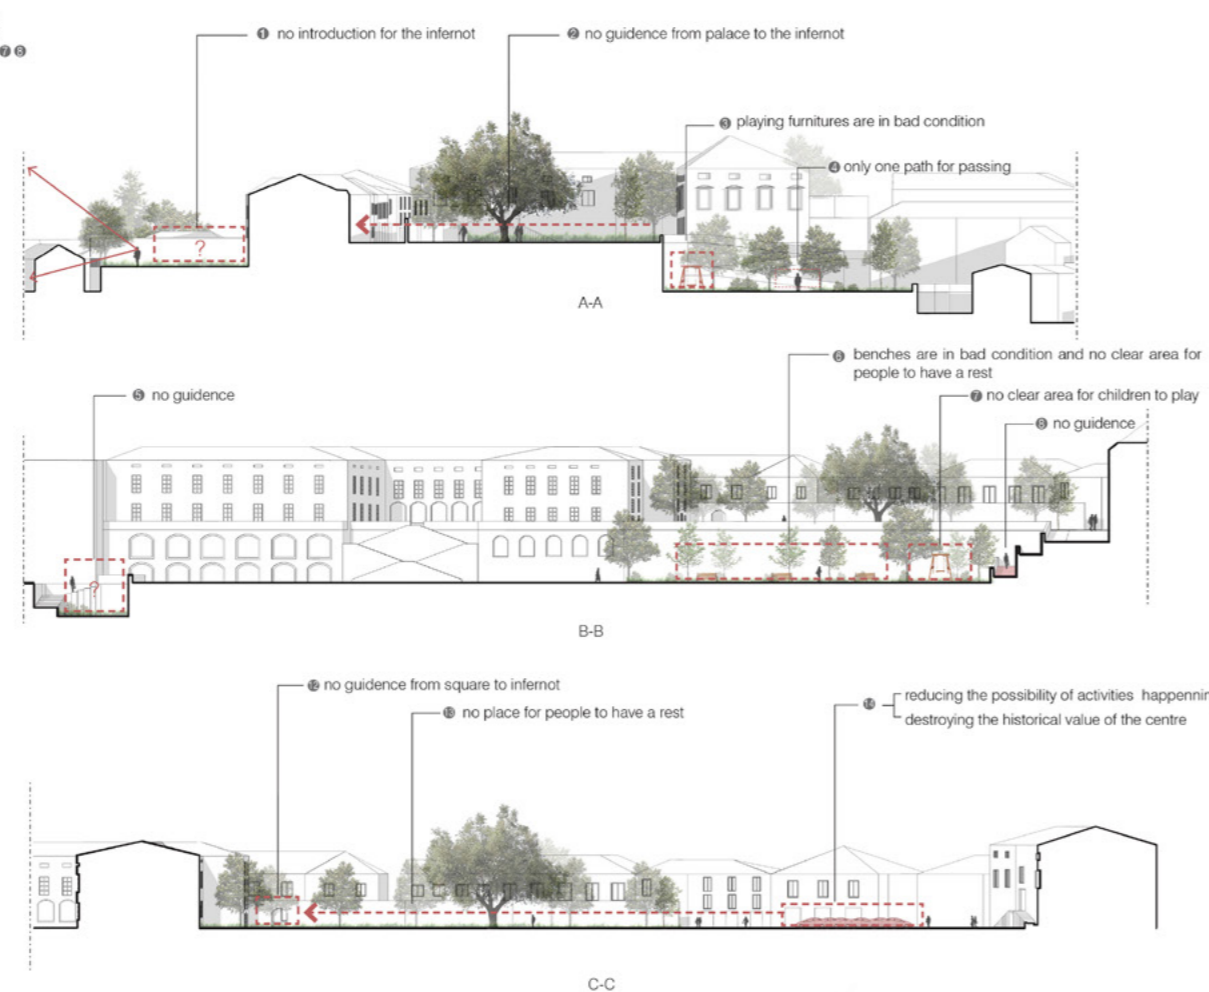 ❶ no introduction for the infernot
❷ no guidence from palace to the infernot
❼❽
❸ playing furnitures are in bad condition
❹ only one path for passing
?
A-A
❻ benches are in bad condition and no clear area for
people to have a rest
❺ no guidence
❼ no clear area for children to play
❽ no guidence
?
B-B
⓬ no guidence from square to infernot
⓭ no place for people to have a rest
⓮ reducing the possibility of activities happennin
destroying the historical value of the centre
C-C